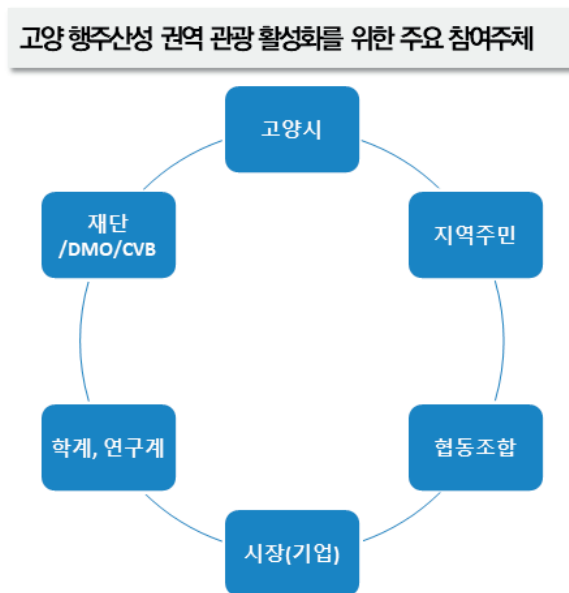 고양 행주산성 권역 관광 활성화를 위한 주요 참여주체
고양시
지역주민
협동조합
시장(기업)
학계, 연구계
재단
/DMO/CVB